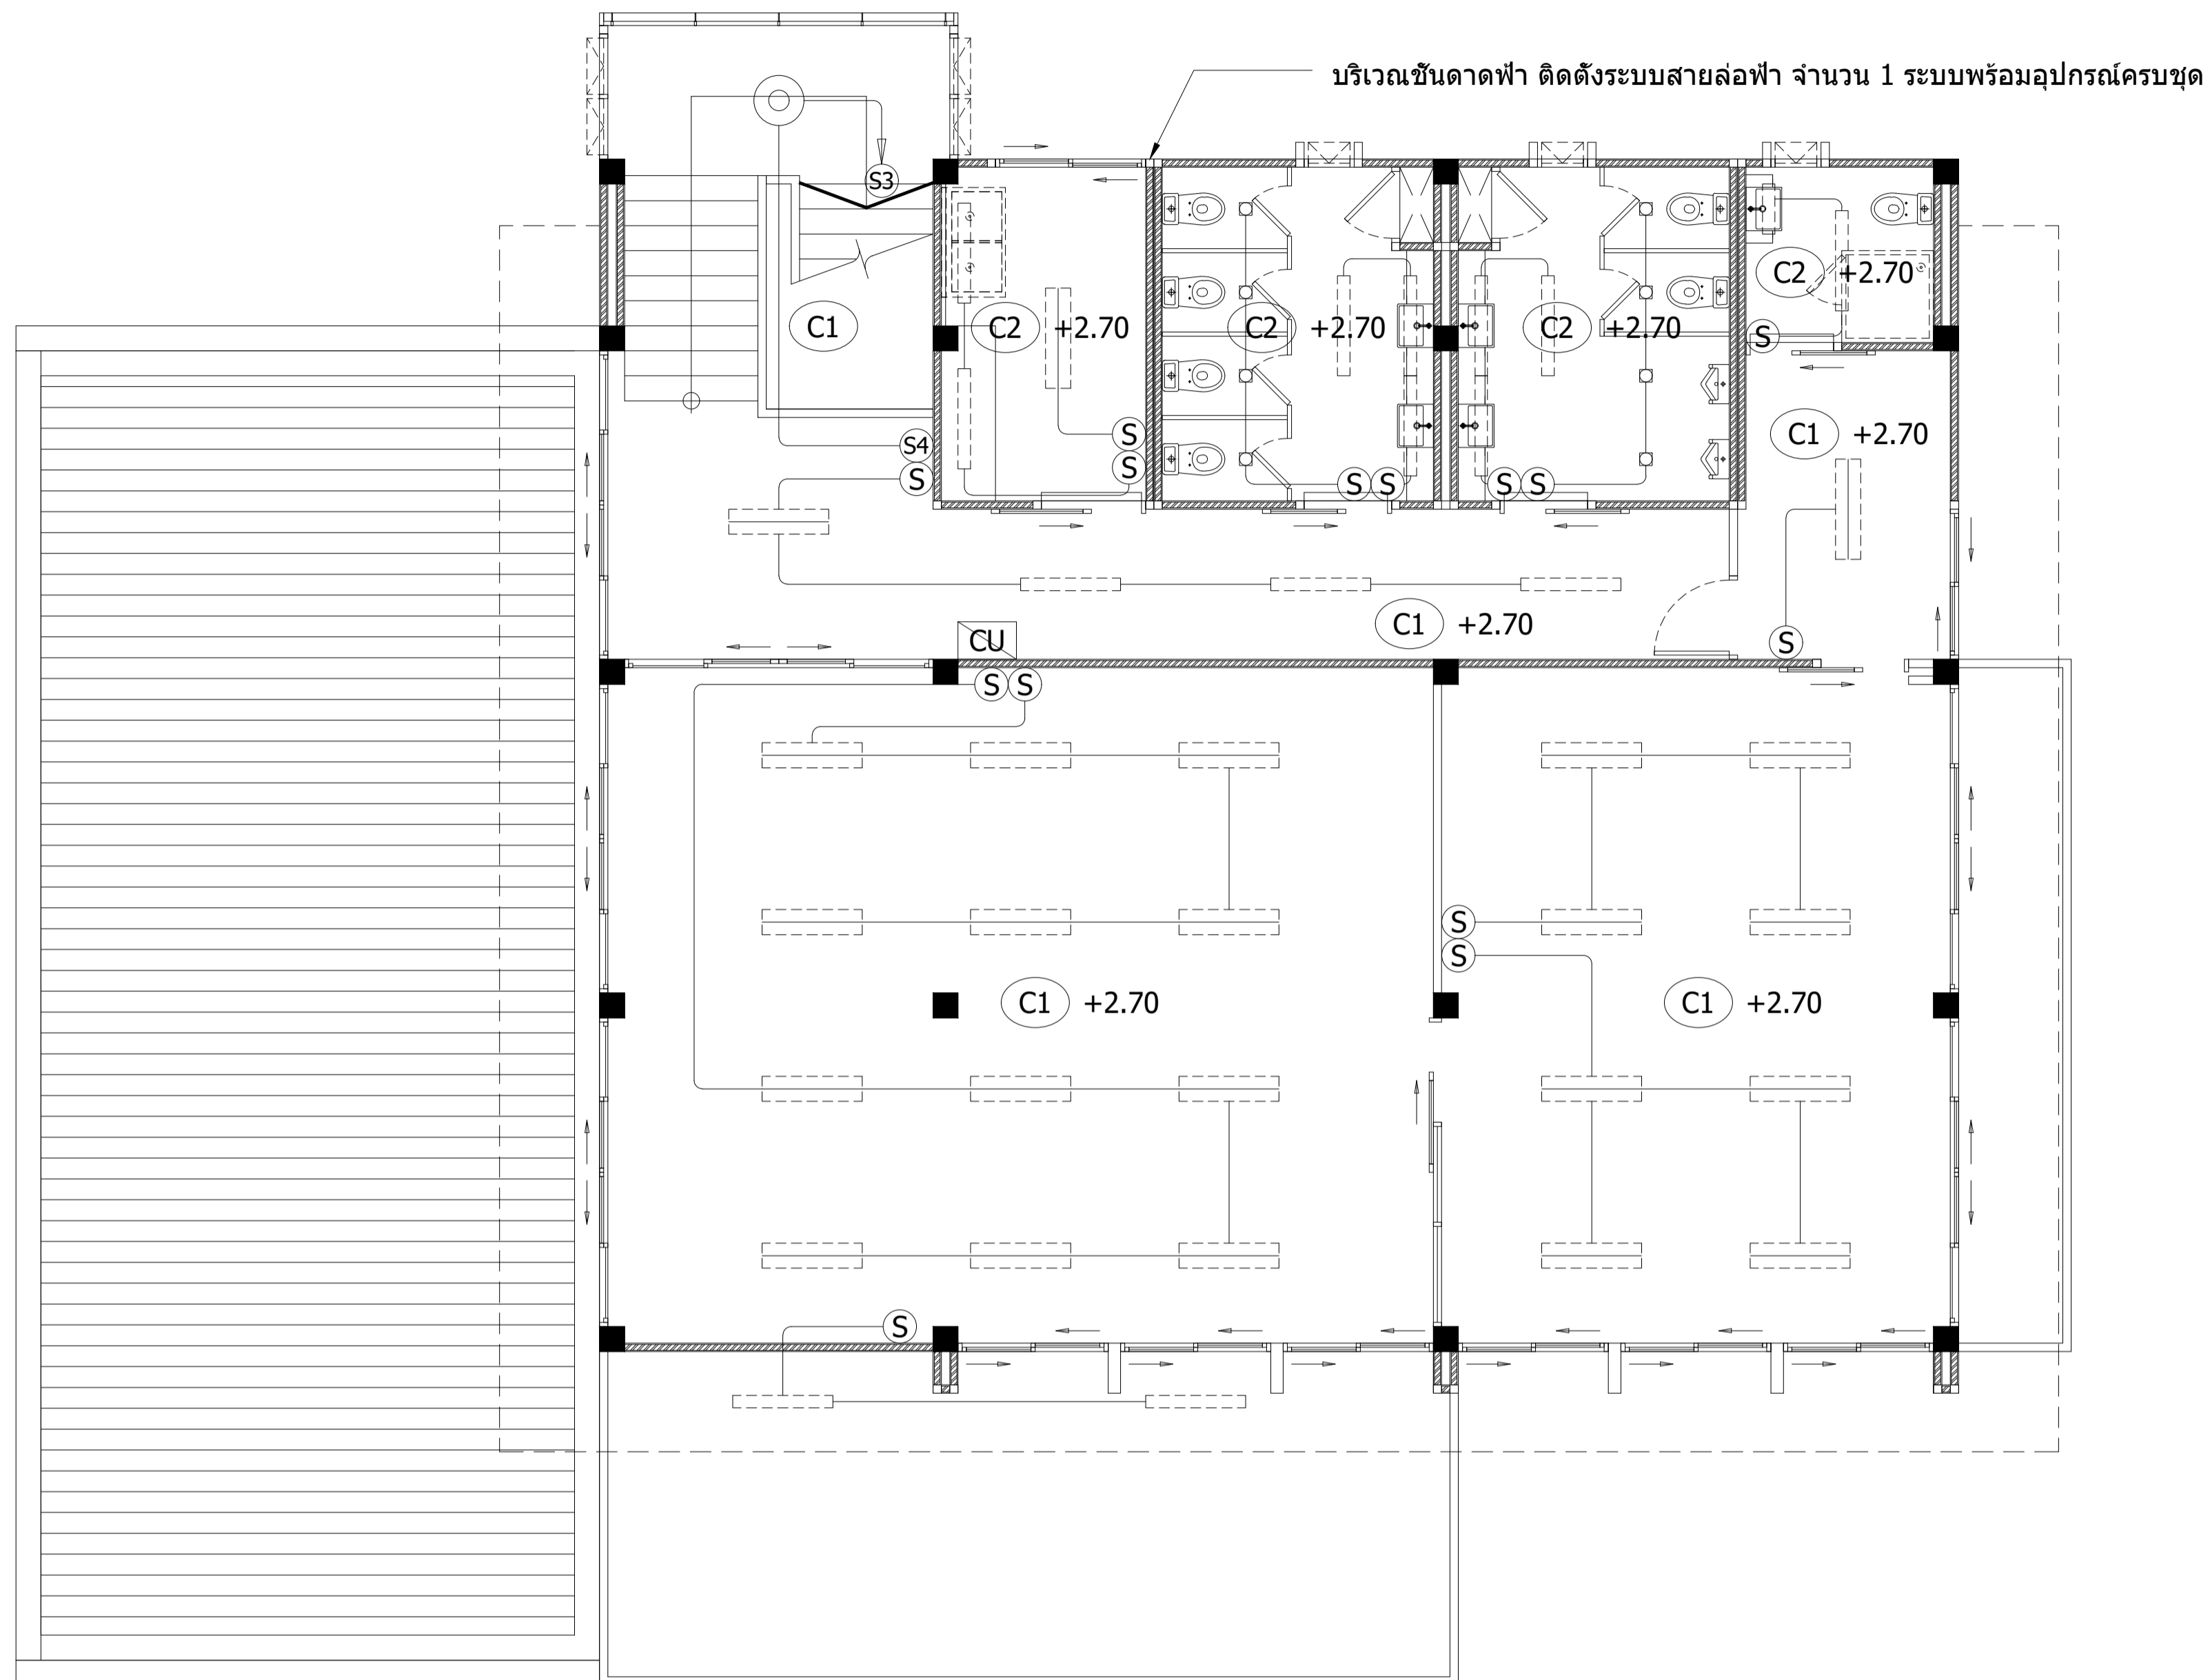 บริเวณชั้นดาดฟ้า ติดตั้งระบบสายล่อฟ้า จำนวน 1 ระบบพร้อมอุปกรณ์ครบชุด
S3
C2 +2.70
C1
C2 +2.70
C2 +2.70
C2 +2.70
S
C1 +2.70
S
S4
S
S
S S
S S
C1 +2.70
CU
S
S S
S
S
C1 +2.70
C1 +2.70
S